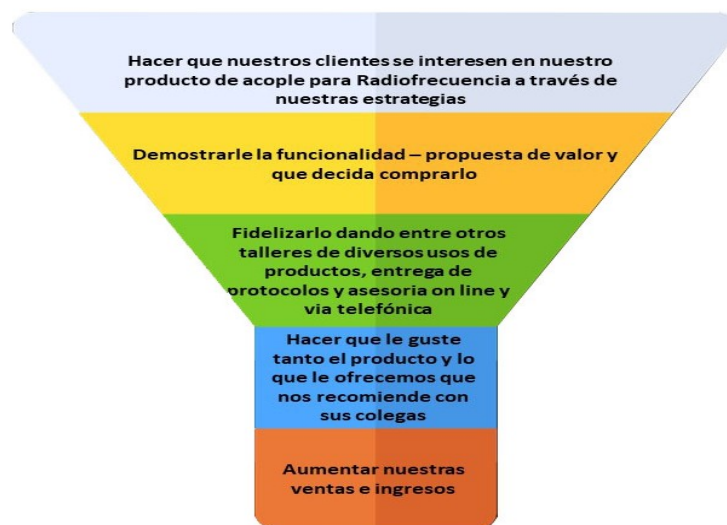 Hacer que nuestros clientes se interesen en nuestro
producto de acople para Radiofrecuencia a través de
nuestras estrategias
Demostrarle la funcionalidad – propuesta de valor y
que decida comprarlo
Fidelizarlo dando entre otros
talleres de diversos usos de
productos, entrega de
protocolos y asesoria on line y
via telefónica
Hacer que le guste
tanto el producto y lo
que le ofrecemos que
nos recomiende con
sus colegas
Aumentar nuestras
ventas e ingresos